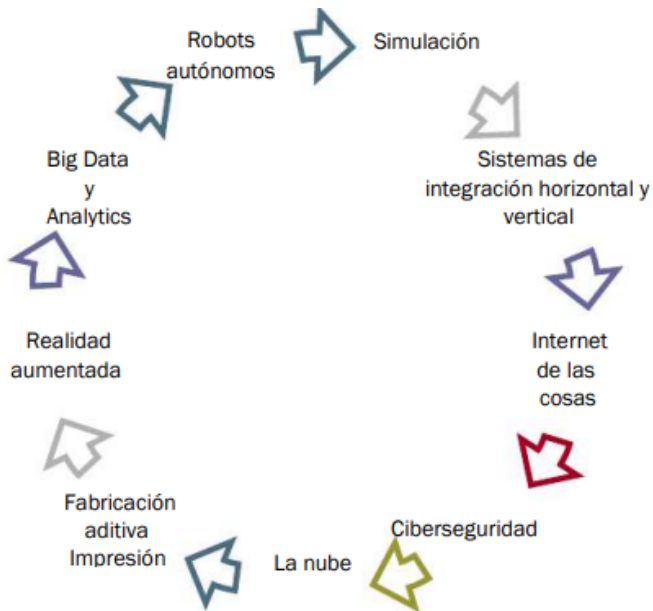 Robots
autónomos
Simulación
Sistemas de
integración horizontal y
vertical
Internet
de las
cosas
Ciberseguridad
La nube
Fabricación
aditiva
Impresión
Realidad
aumentada
Big Data
y
Analytics